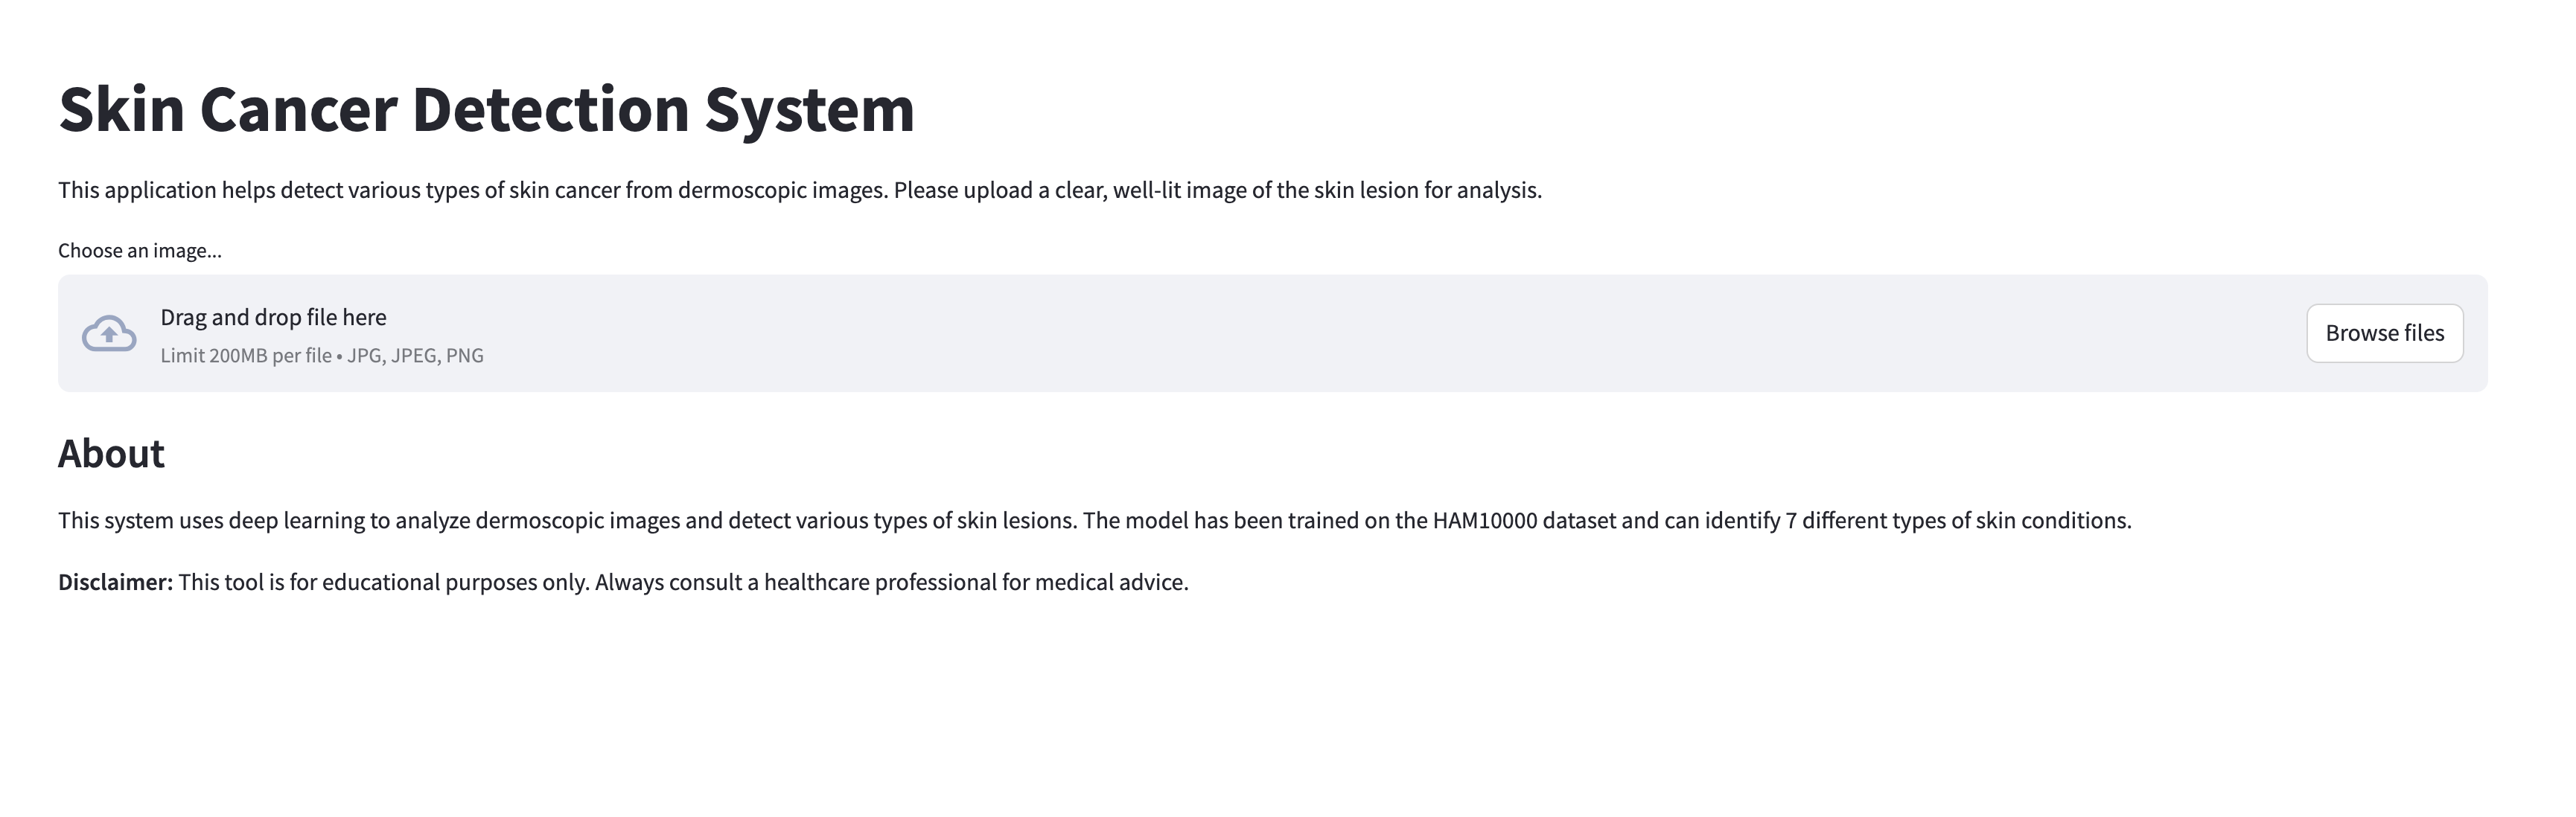 Skin Cancer Detection System
This application helps detect various types of skin cancer from dermoscopic images. Please upload a clear, well-lit image of the skin lesion for analysis.
Choose an image...
Drag and drop file here
Limit 200MB per file • JPG, JPEG, PNG
Browse files
About
This system uses deep learning to analyze dermoscopic images and detect various types of skin lesions. The model has been trained on the HAM10000 dataset and can identify 7 different types of skin conditions.
Disclaimer: This tool is for educational purposes only. Always consult a healthcare professional for medical advice.